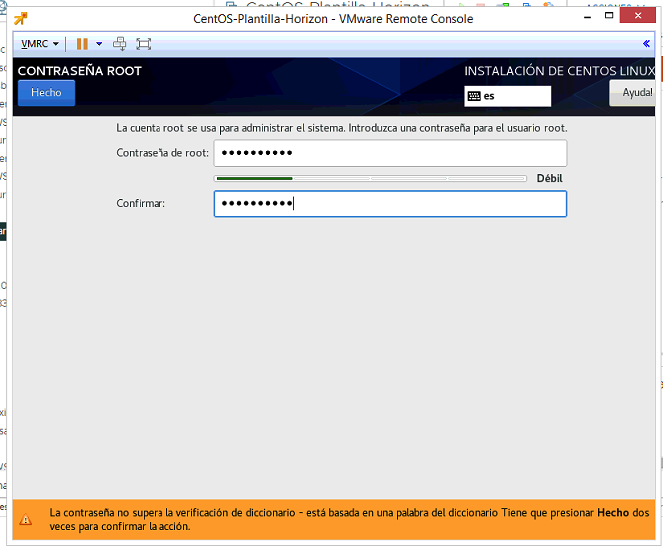 CentOS-Plantilla-Horizon - VMware Remote Console
VMRC
CONTRASEÑA ROOT
INSTALACIÓN DE CENTOS LINUX
Hecho
es
Ayuda!
La cuenta root se usa para administrar el sistema. Introduzca una contraseña para el usuario root.
Contraseña de root: ●●●●●●●●●●
Débil
Confirmar: ●●●●●●●●●●
La contraseña no supera la verificación de diccionario - está basada en una palabra del diccionario Tiene que presionar Hecho dos
veces para confirmar la acción.